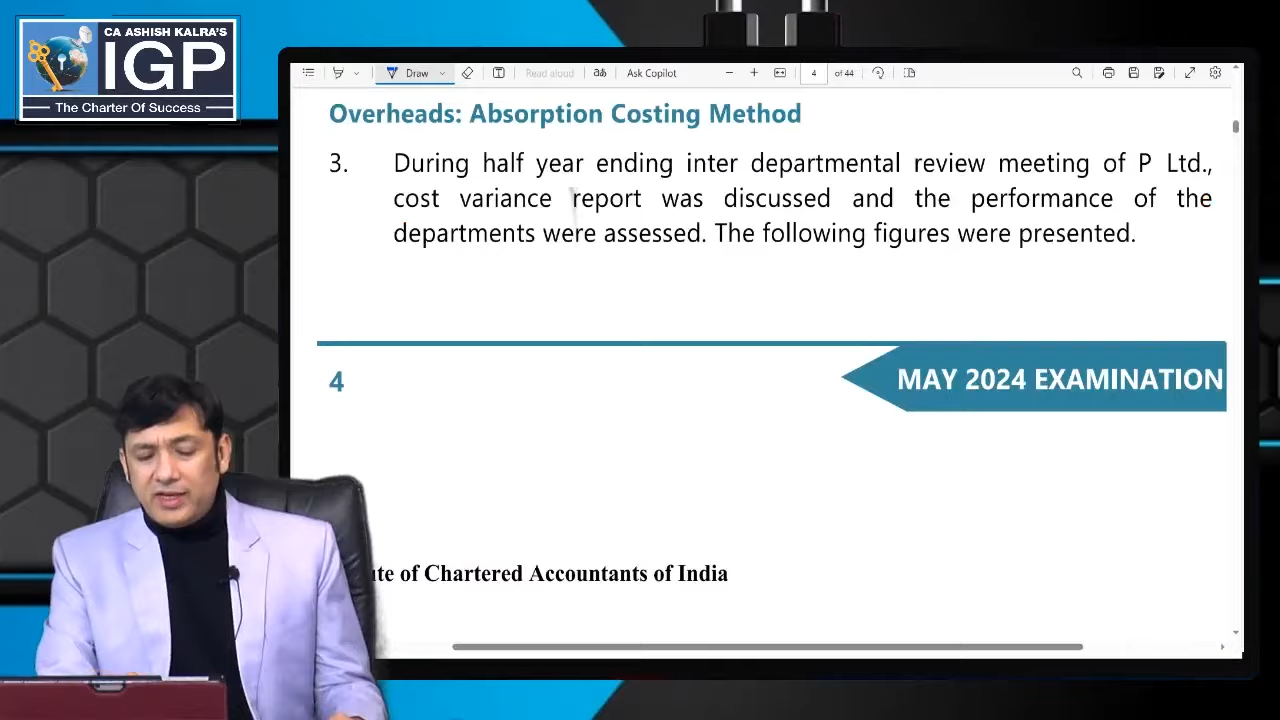 CA ASHISH KALRA'S
IGP
The Charter Of Success
Draw
Read aloud
Ask Copilot
4
of 44
Overheads: Absorption Costing Method
3. During half year ending inter departmental review meeting of P Ltd.,
cost variance report was discussed and the performance of the
departments were assessed. The following figures were presented.
4
MAY 2024 EXAMINATION
of Chartered Accountants of India